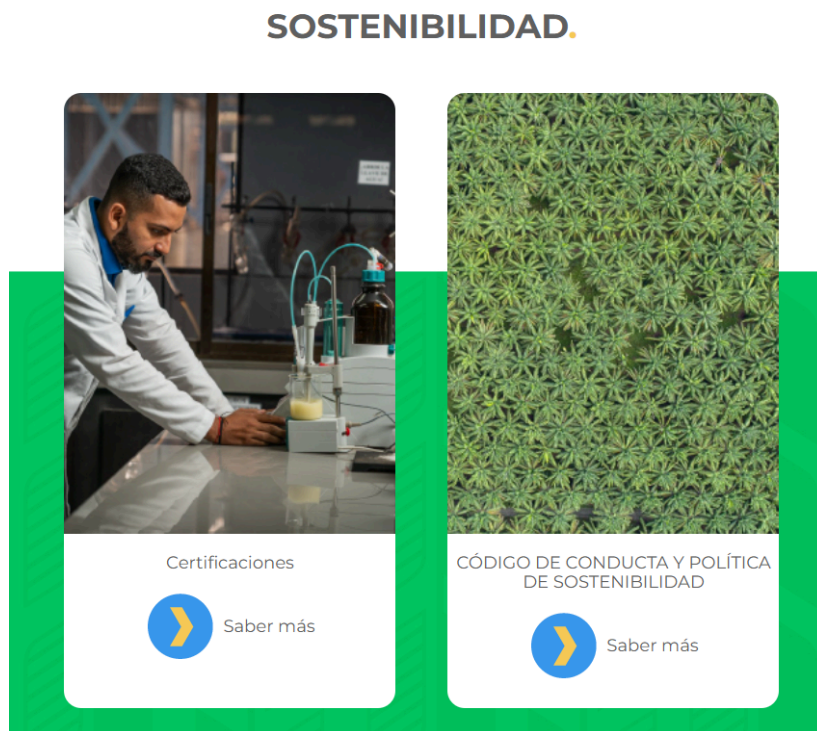 SOSTENIBILIDAD.
Certificaciones
Saber más
CÓDIGO DE CONDUCTA Y POLÍTICA
DE SOSTENIBILIDAD
Saber más